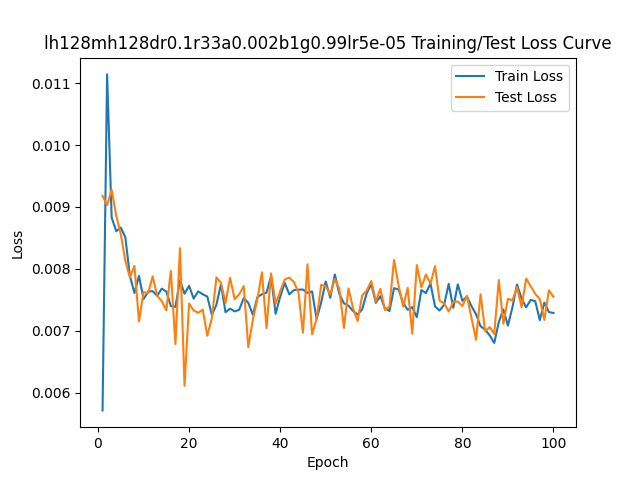 lh128mh128dr0.1r33a0.002b1g0.99lr5e-05 Training/Test Loss Curve
Train Loss
Test Loss
0.011
0.010
0.009
0.008
0.007
0.006
Loss
0 20 40 60 80 100
Epoch